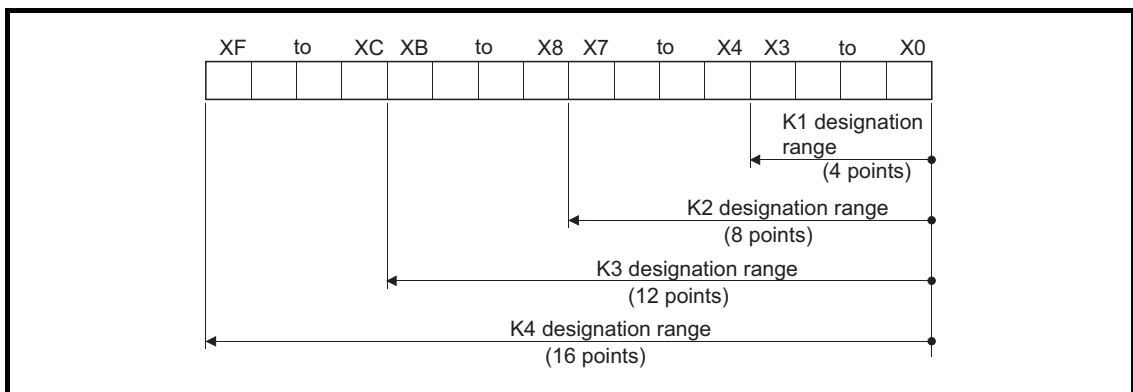 XF to XC XB to X8 X7 to X4 X3 to X0
K1 designation
range
(4 points)
K2 designation range
(8 points)
K3 designation range
(12 points)
K4 designation range
(16 points)